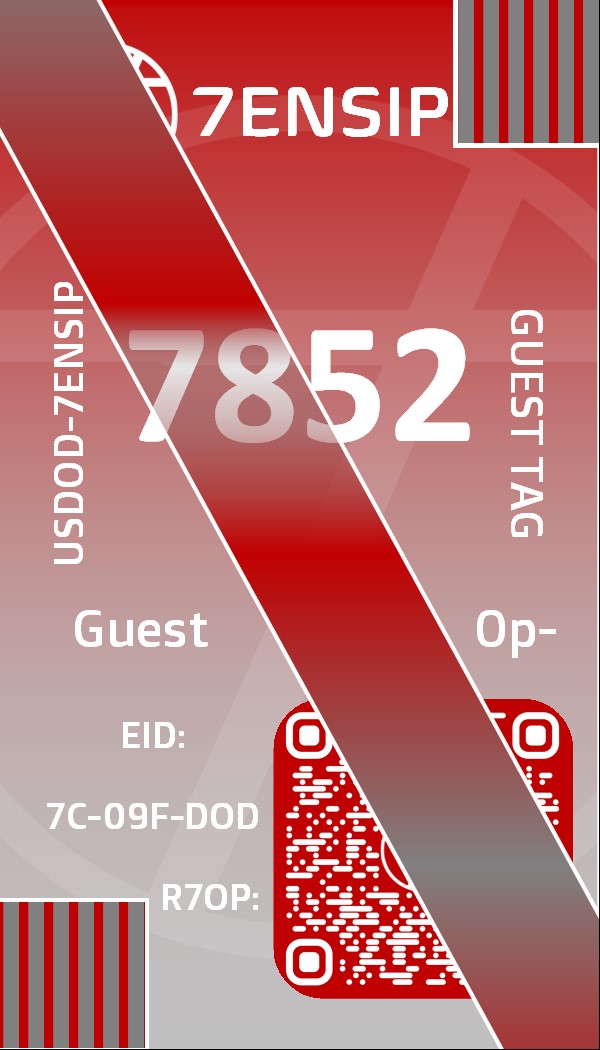 7ENSIP
7852
USDOD-7ENSIP
GUEST TAG
Guest
Op-
EID:
7C-09F-DOD
R7OP: